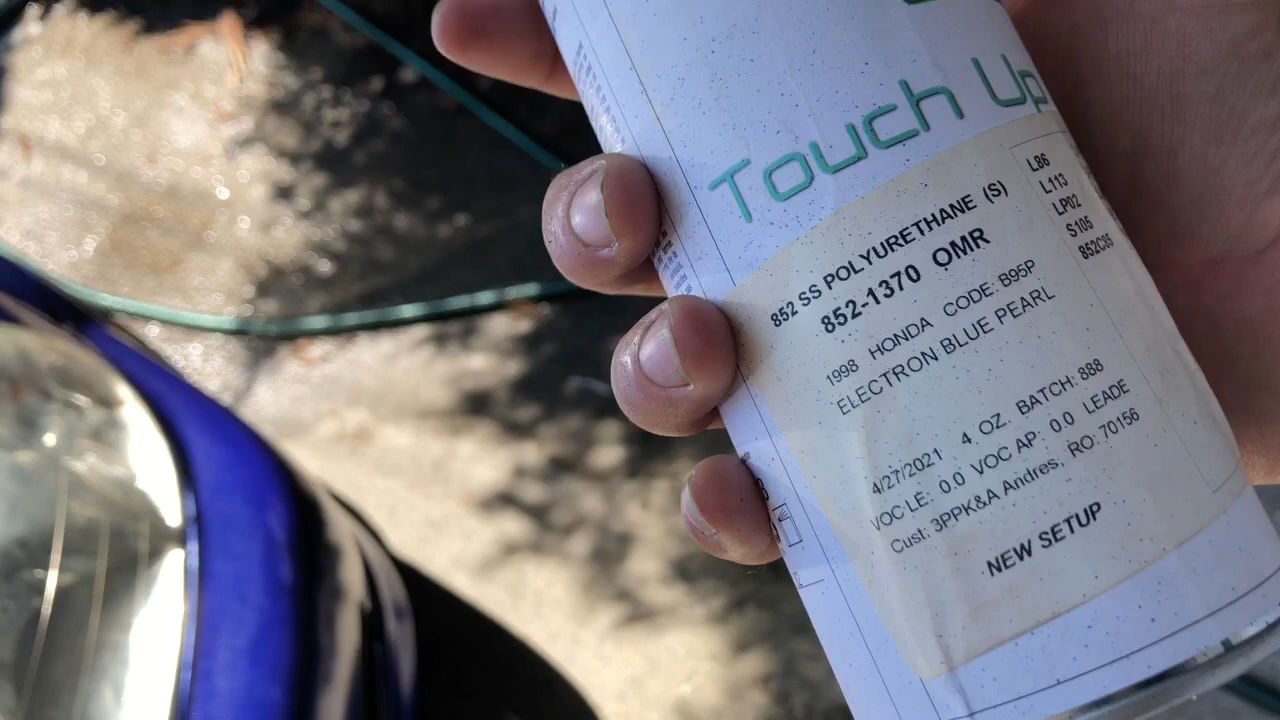 Touch Up
852 SS POLYURETHANE (S)
852-1370 OMR
1998 HONDA CODE: B95P
ELECTRON BLUE PEARL
4/27/2021 4 OZ. BATCH: 888
VOC LE: 0.0 VOC AP: 0.0 LEADE
Cust: 3PPK&A Andres, RO: 70156
NEW SETUP
L86
L113
LP02
S105
852C85